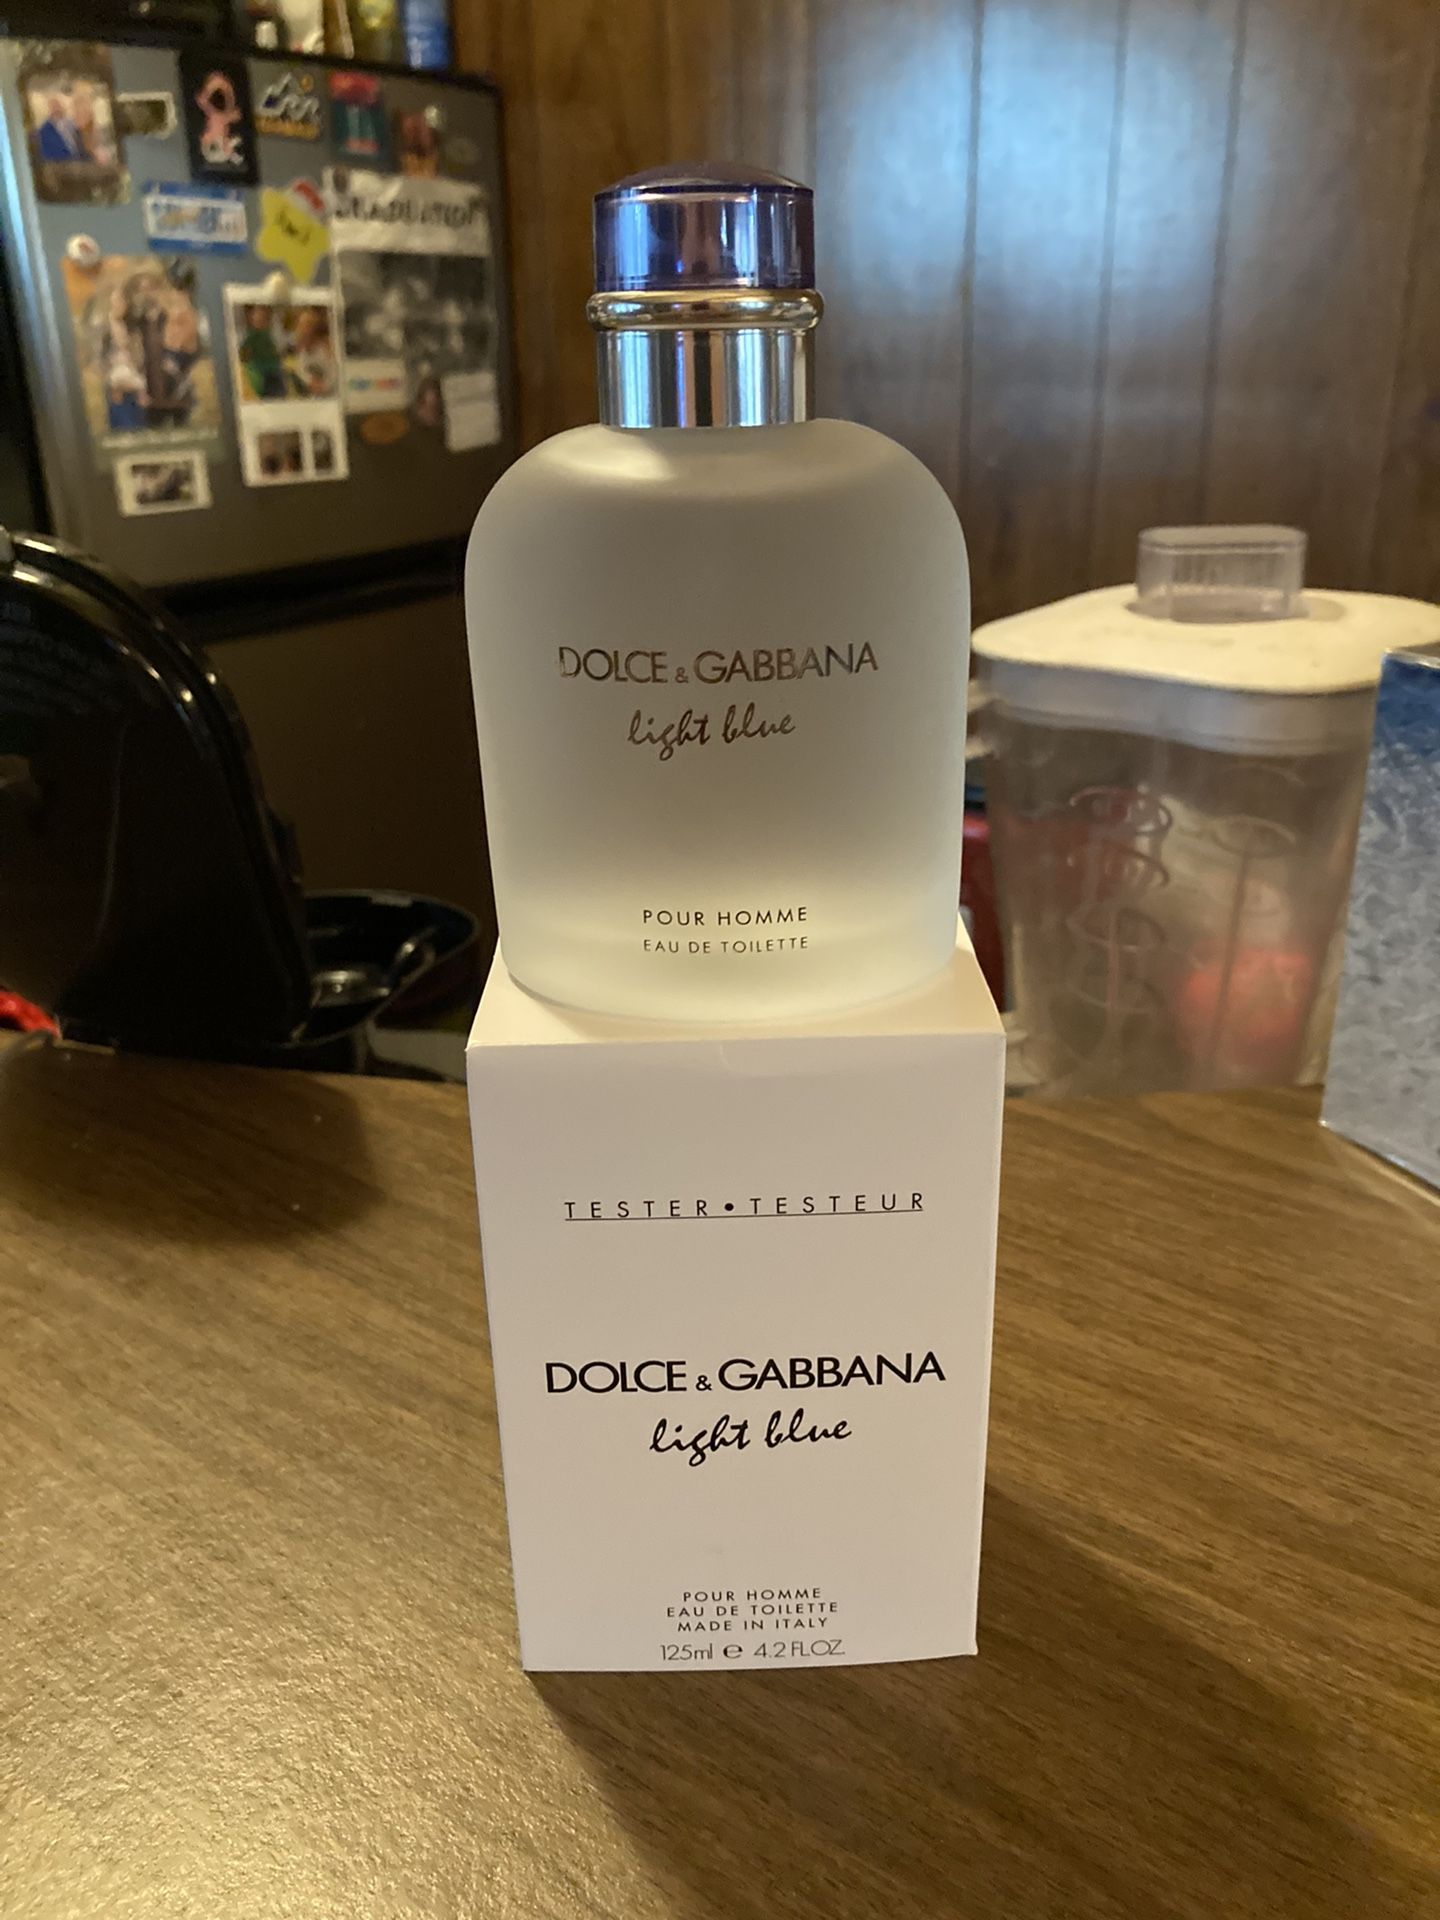 DOLCE & GABBANA
light blue
POUR HOMME
EAU DE TOILETTE
TESTER • TESTEUR
DOLCE & GABBANA
light blue
POUR HOMME
EAU DE TOILETTE
MADE IN ITALY
125ml ℮ 4.2 FL.OZ.